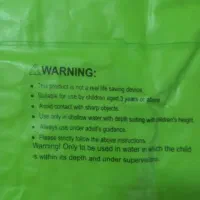 ⚠WARNING:
• This product is not a real life saving device.
• Suitable for use by children aged 3 years or above.
• Avoid contact with sharp objects.
• Use only in shallow water with depth suiting with children's height.
• Always use under adult's guidance.
• Please strictly follow the above instructions.
Warning! Only to be used in water in which the child
is within its depth and under supervision.